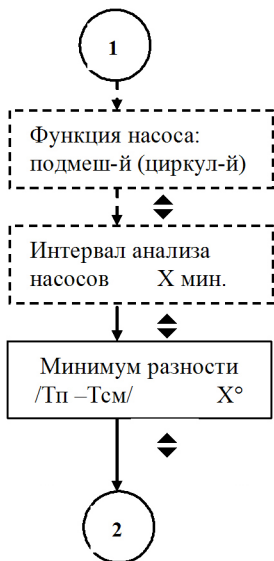 1
Функция насоса:
подмеш-й (циркул-й)
Интервал анализа
насосов X мин.
Минимум разности
/Тп –Тсм/ X°
2